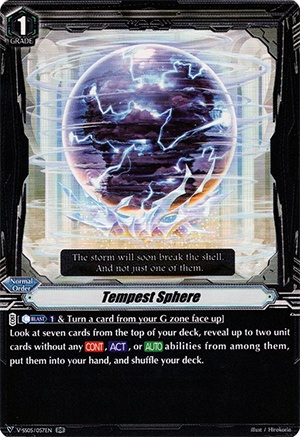 1
GRADE
The storm will soon break the shell.
And not just one of them.
Normal
Order
Tempest Sphere
[BLAST 1 & Turn a card from your G zone face up]
Look at seven cards from the top of your deck, reveal up to two unit
cards without any CONT, ACT, or AUTO abilities from among them,
put them into your hand, and shuffle your deck.
V-SS05/057EN
illust / Hirokorin